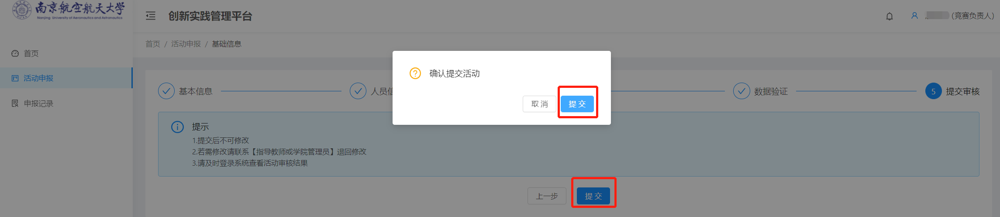 南京航空航天大学
Nanjing University of Aeronautics and Astronautics
创新实践管理平台
(竞赛负责人)
首页 / 活动申报 / 基础信息
首页
活动申报
申报记录
确认提交活动
取 消
提 交
基本信息
人员信
数据验证
5 提交审核
提示
1.提交后不可修改
2.若需修改请联系【指导教师或学院管理员】退回修改
3.请及时登录系统查看活动审核结果
上一步
提 交